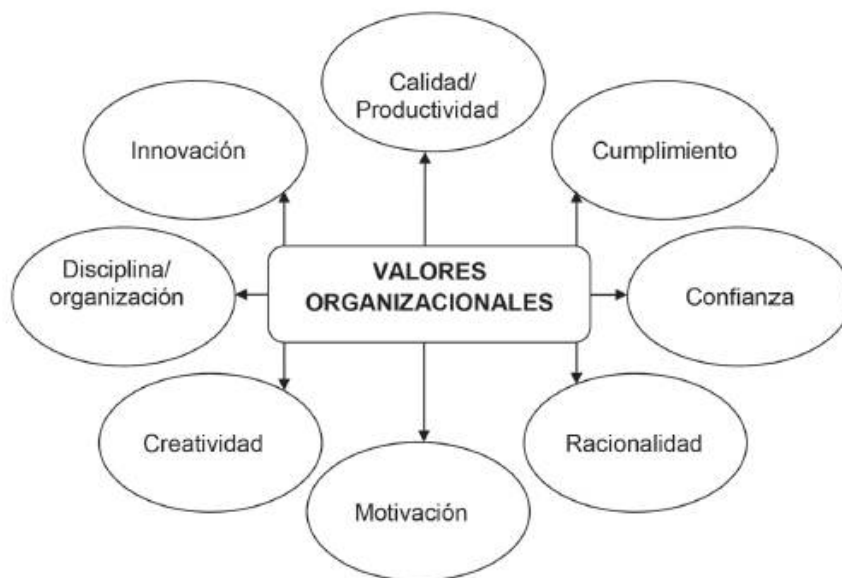 Calidad/
Productividad
Innovación
Cumplimiento
VALORES
ORGANIZACIONALES
Disciplina/
organización
Confianza
Creatividad
Racionalidad
Motivación